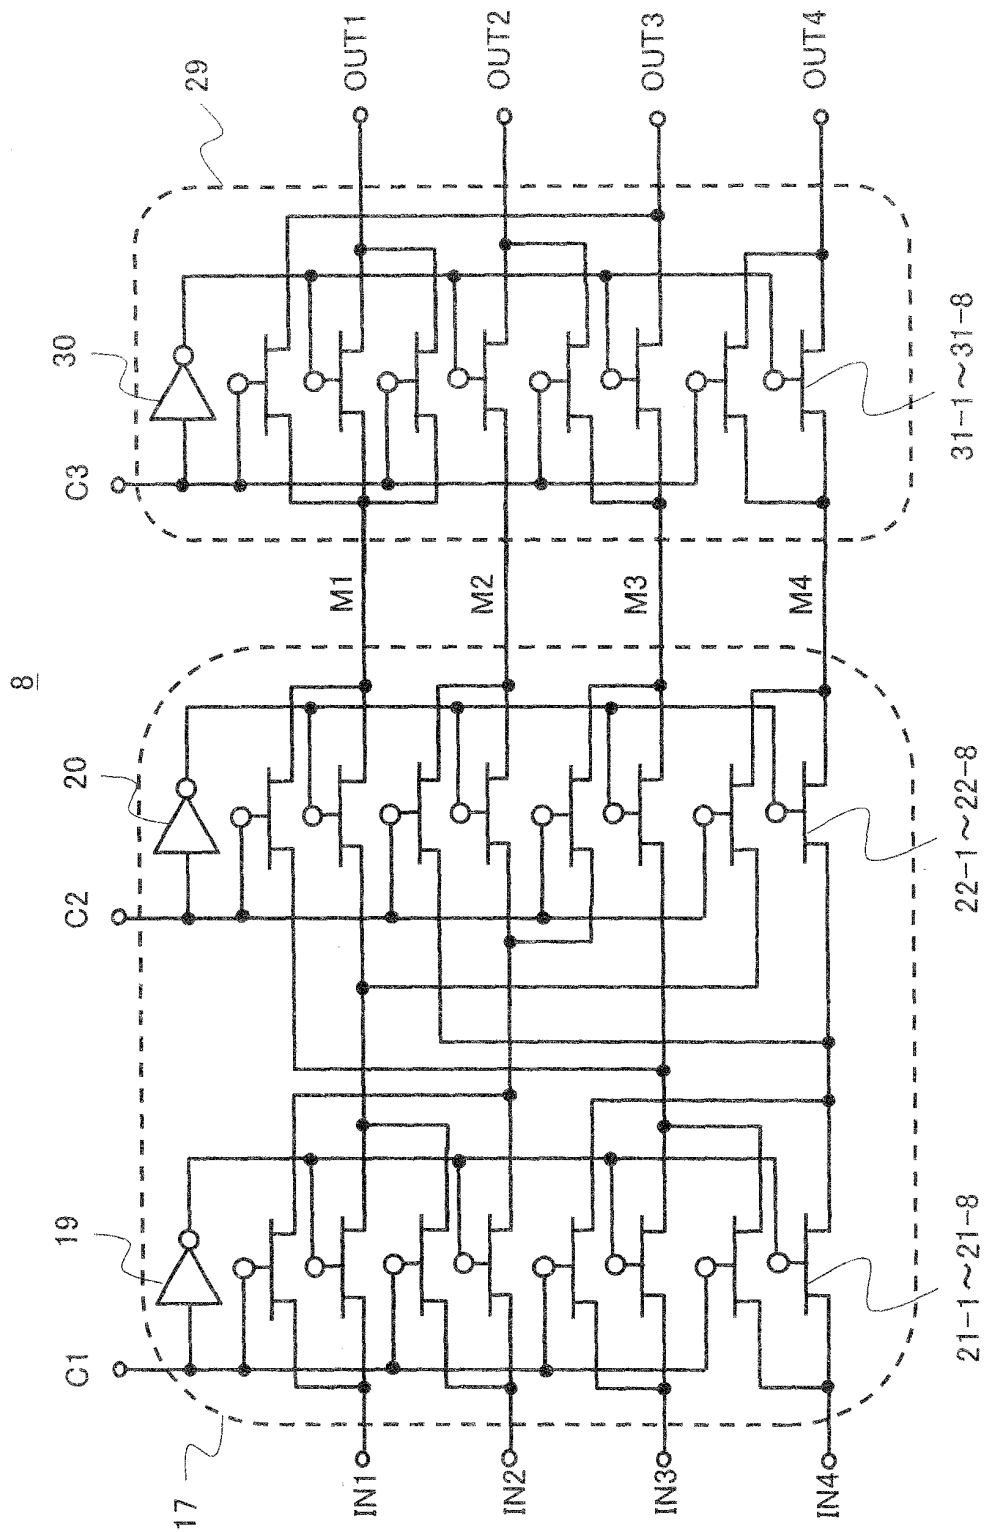 8
17
C1
19
C2
20
C3
30
29
IN1
IN2
IN3
IN4
M1
M2
M3
M4
OUT1
OUT2
OUT3
OUT4
21-1～21-8
22-1～22-8
31-1～31-8